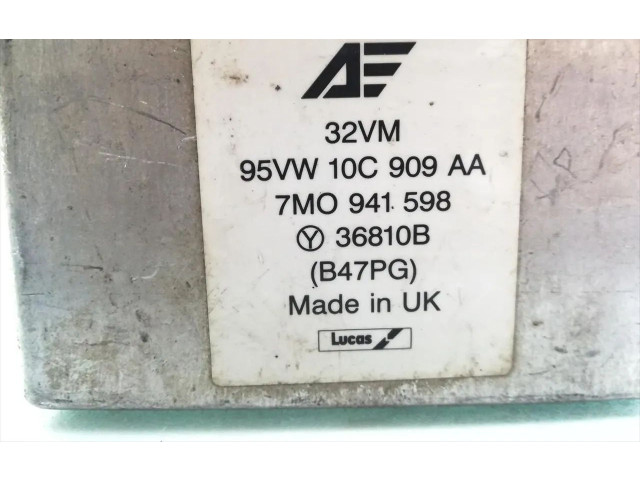 AE
32VM
95VW 10C 909 AA
7MO 941 598
Ⓨ 36810B
(B47PG)
Made in UK
Lucas